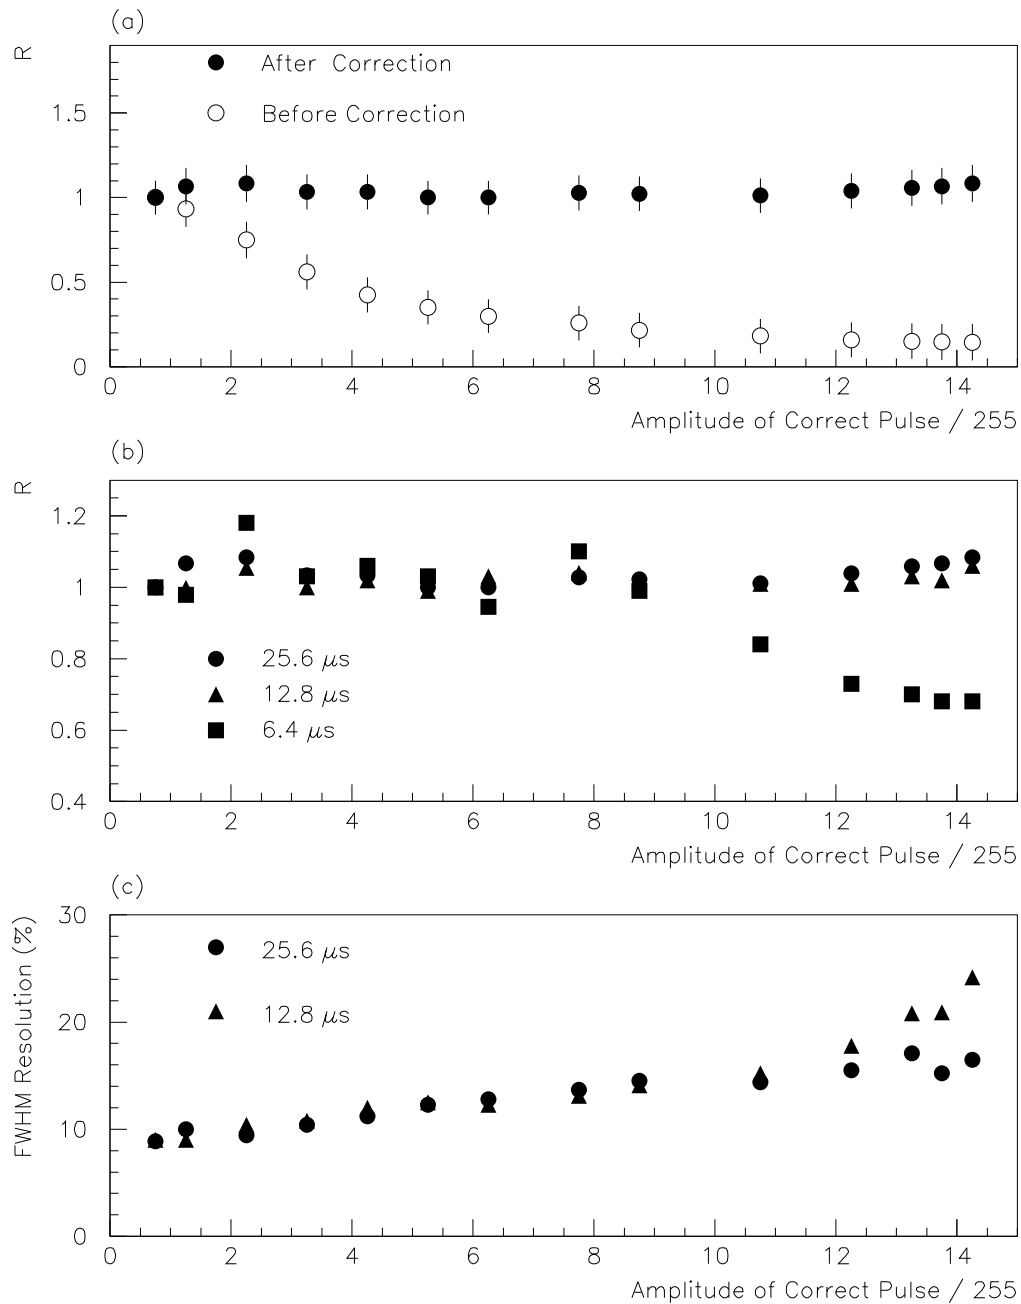 (a)
R
After Correction
Before Correction
1.5
1
0.5
0
0 2 4 6 8 10 12 14
Amplitude of Correct Pulse / 255
(b)
R
1.2
1
0.8
0.6
0.4
25.6 μs
12.8 μs
6.4 μs
0 2 4 6 8 10 12 14
Amplitude of Correct Pulse / 255
(c)
FWHM Resolution (%)
30
20
10
0
25.6 μs
12.8 μs
0 2 4 6 8 10 12 14
Amplitude of Correct Pulse / 255